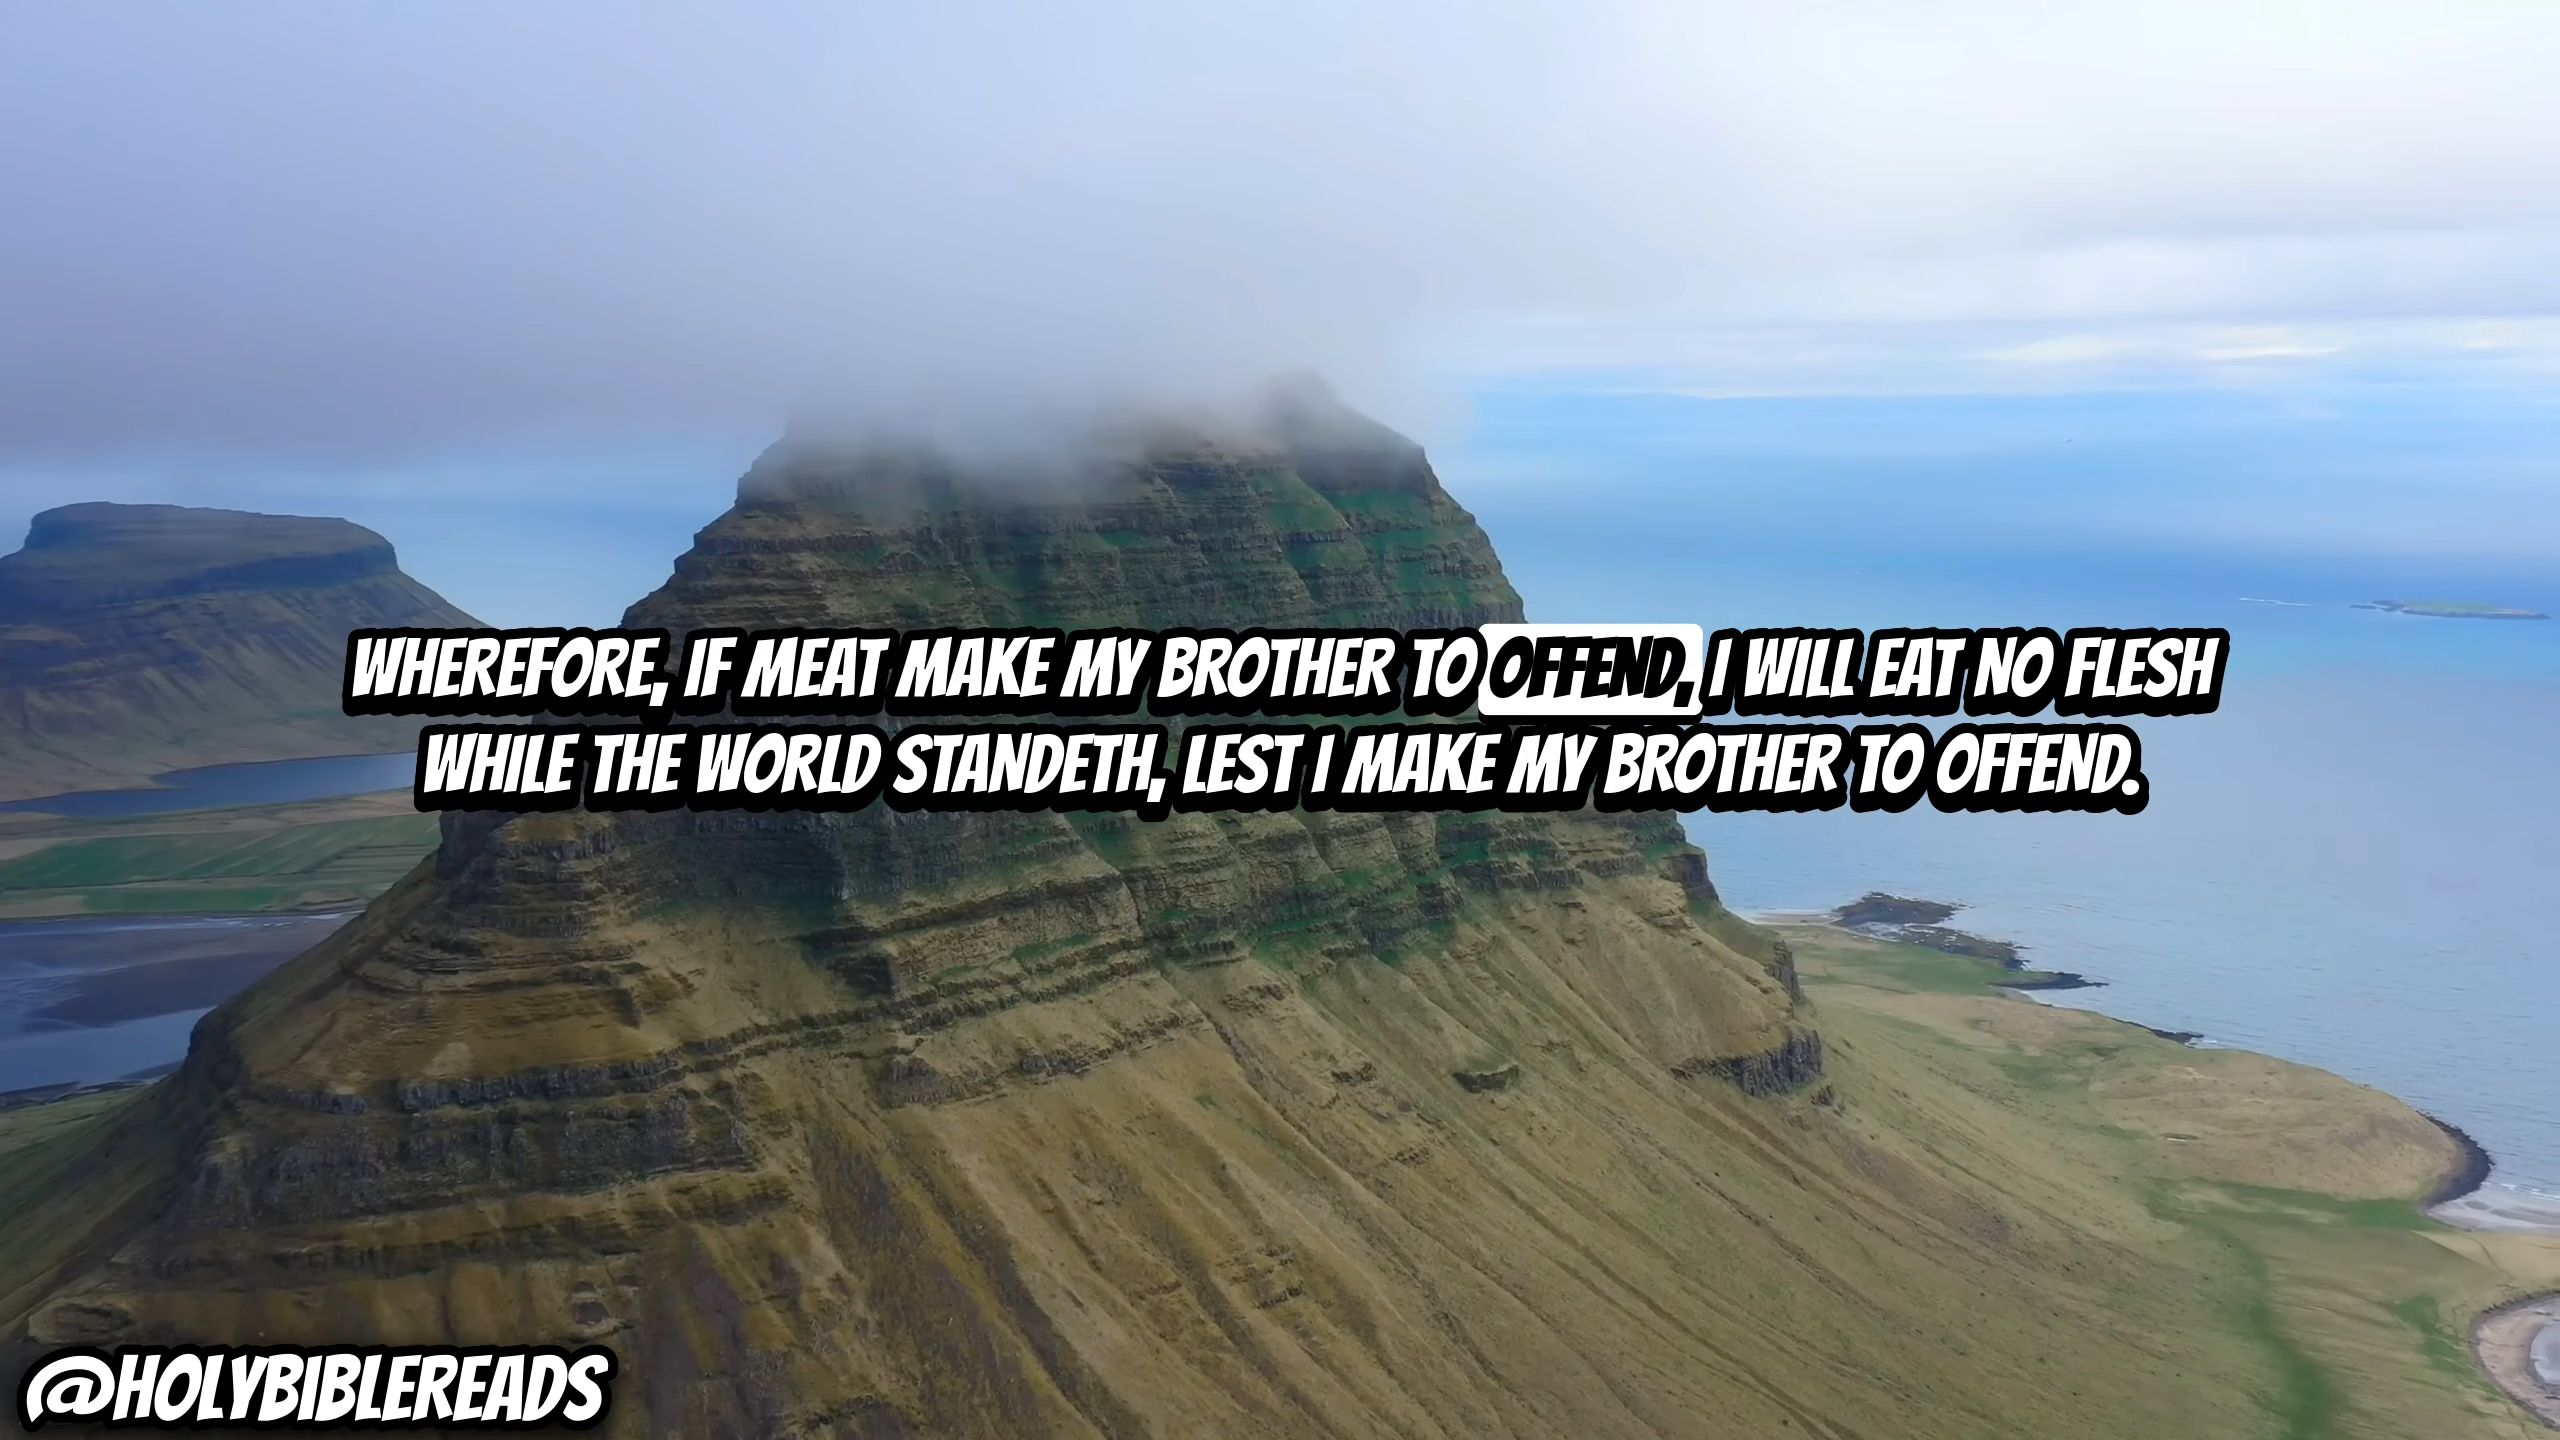 WHEREFORE, IF MEAT MAKE MY BROTHER TO OFFEND, I WILL EAT NO FLESH
WHILE THE WORLD STANDETH, LEST I MAKE MY BROTHER TO OFFEND.
@HOLYBIBLEREADS